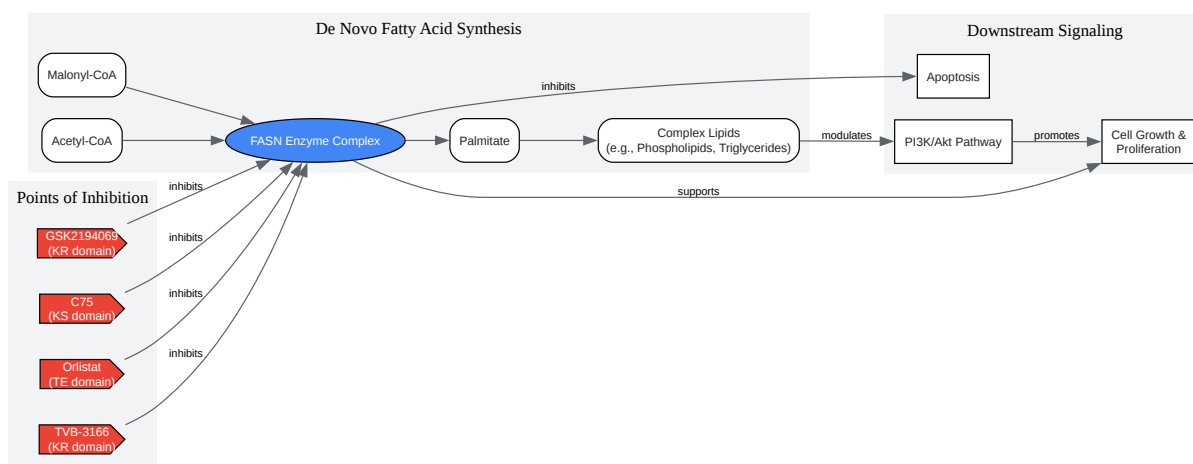 De Novo Fatty Acid Synthesis
Downstream Signaling
Malonyl-CoA
inhibits
Apoptosis
Acetyl-CoA
FASN Enzyme Complex
Palmitate
Complex Lipids
(e.g., Phospholipids, Triglycerides)
modulates
PI3K/Akt Pathway
promotes
Cell Growth &
Proliferation
supports
Points of Inhibition
inhibits
GSK2194069
(KR domain)
inhibits
C75
(KS domain)
inhibits
Orlistat
(TE domain)
inhibits
TVB-3166
(KR domain)